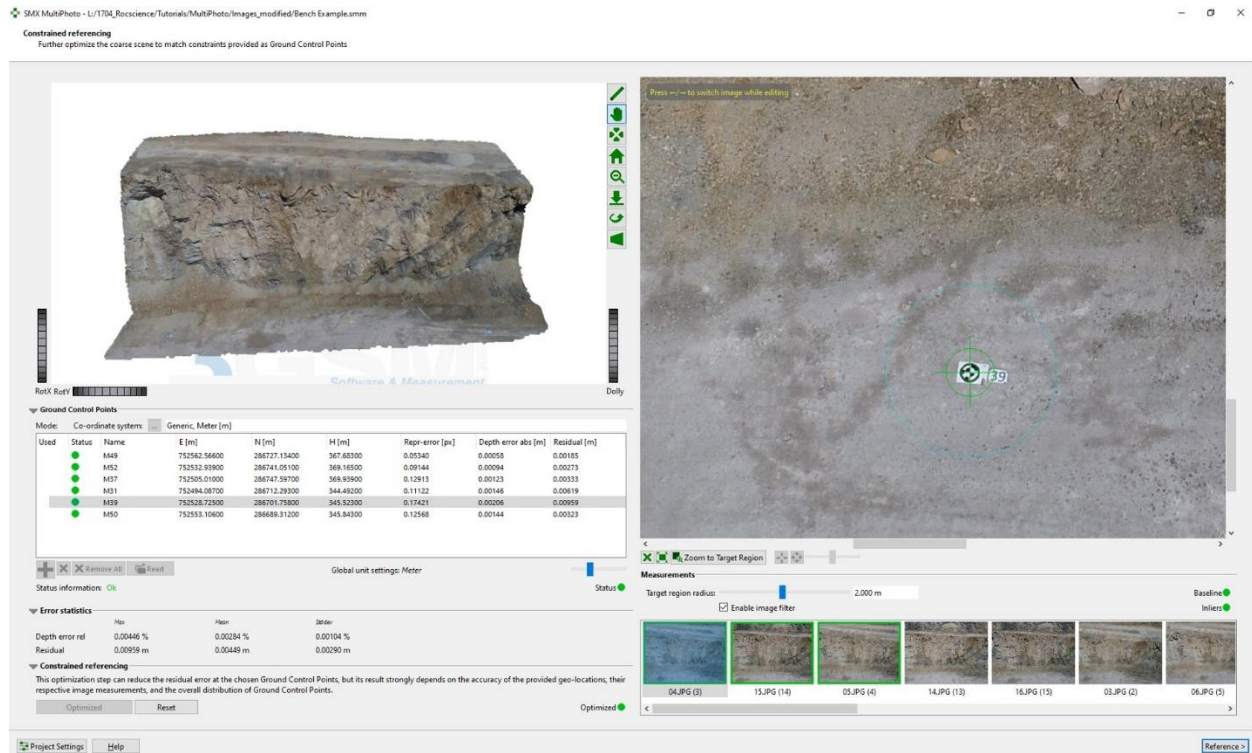 SMX MultiPhoto - L:/1704_Rocscience/Tutorials/MultiPhoto/Images_modified/Bench Example.smm
Constrained referencing
Further optimize the coarse scene to match constraints provided as Ground Control Points
Software & Measurement
RotX RotY
Dolly
Ground Control Points
Mode: Co-ordinate system: ... Generic, Meter [m]
Used Status Name E [m] N [m] H [m] Repr-error [px] Depth error abs [m] Residual [m]
M49 752562.56600 286727.13400 367.68300 0.05340 0.00058 0.00185
M52 752532.93900 286741.05100 369.16500 0.09144 0.00094 0.00273
M37 752505.01000 286747.59700 369.93900 0.12913 0.00123 0.00333
M31 752494.08700 286712.29300 344.49200 0.11122 0.00146 0.00619
M39 752528.72500 286701.75800 345.52300 0.17421 0.00206 0.00959
M50 752553.10600 286689.31200 345.84300 0.12568 0.00144 0.00323
Remove All Read Global unit settings: Meter
Status information: Ok Status
Error statistics
Max Mean Stddev
Depth error rel 0.00446 % 0.00284 % 0.00104 %
Residual 0.00959 m 0.00449 m 0.00290 m
Constrained referencing
This optimization step can reduce the residual error at the chosen Ground Control Points, but its result strongly depends on the accuracy of the provided geo-locations, their
respective image measurements, and the overall distribution of Ground Control Points.
Optimized Reset Optimized
Project Settings Help
Press ←/→ to switch image while editing
39
Zoom to Target Region
Measurements
Target region radius: 2.000 m Baseline
Enable image filter Inliers
04.JPG (3) 15.JPG (14) 05.JPG (4) 14.JPG (13) 16.JPG (15) 03.JPG (2) 06.JPG (5)
Reference >